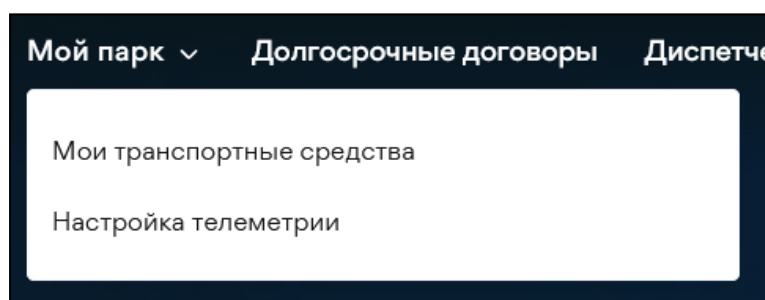 Мой парк Долгосрочные договоры
Мои транспортные средства
Настройка телеметрии